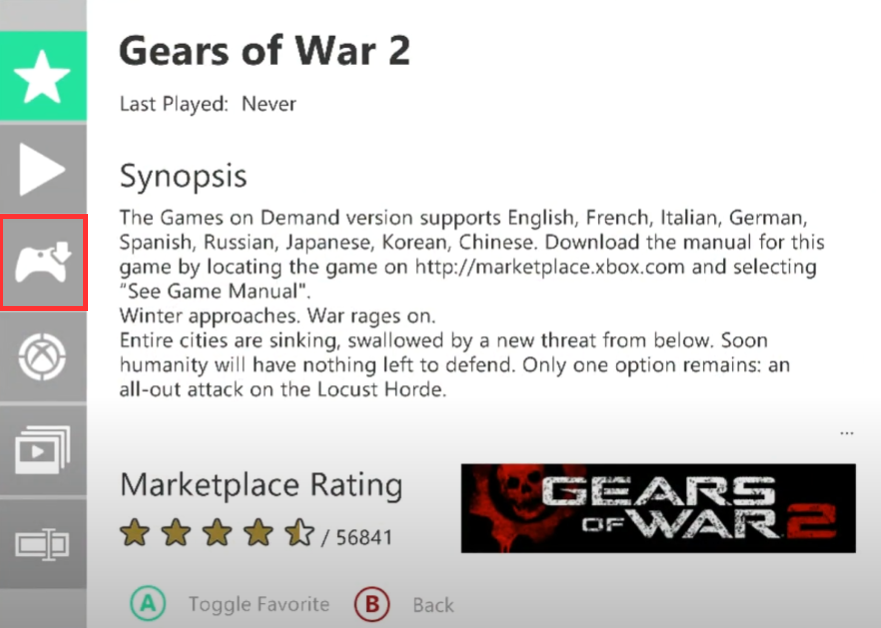 Gears of War 2
Last Played: Never
Synopsis
The Games on Demand version supports English, French, Italian, German,
Spanish, Russian, Japanese, Korean, Chinese. Download the manual for this
game by locating the game on http://marketplace.xbox.com and selecting
“See Game Manual".
Winter approaches. War rages on.
Entire cities are sinking, swallowed by a new threat from below. Soon
humanity will have nothing left to defend. Only one option remains: an
all-out attack on the Locust Horde.
...
Marketplace Rating
/ 56841
GEARS
OF WAR 2
A Toggle Favorite B Back